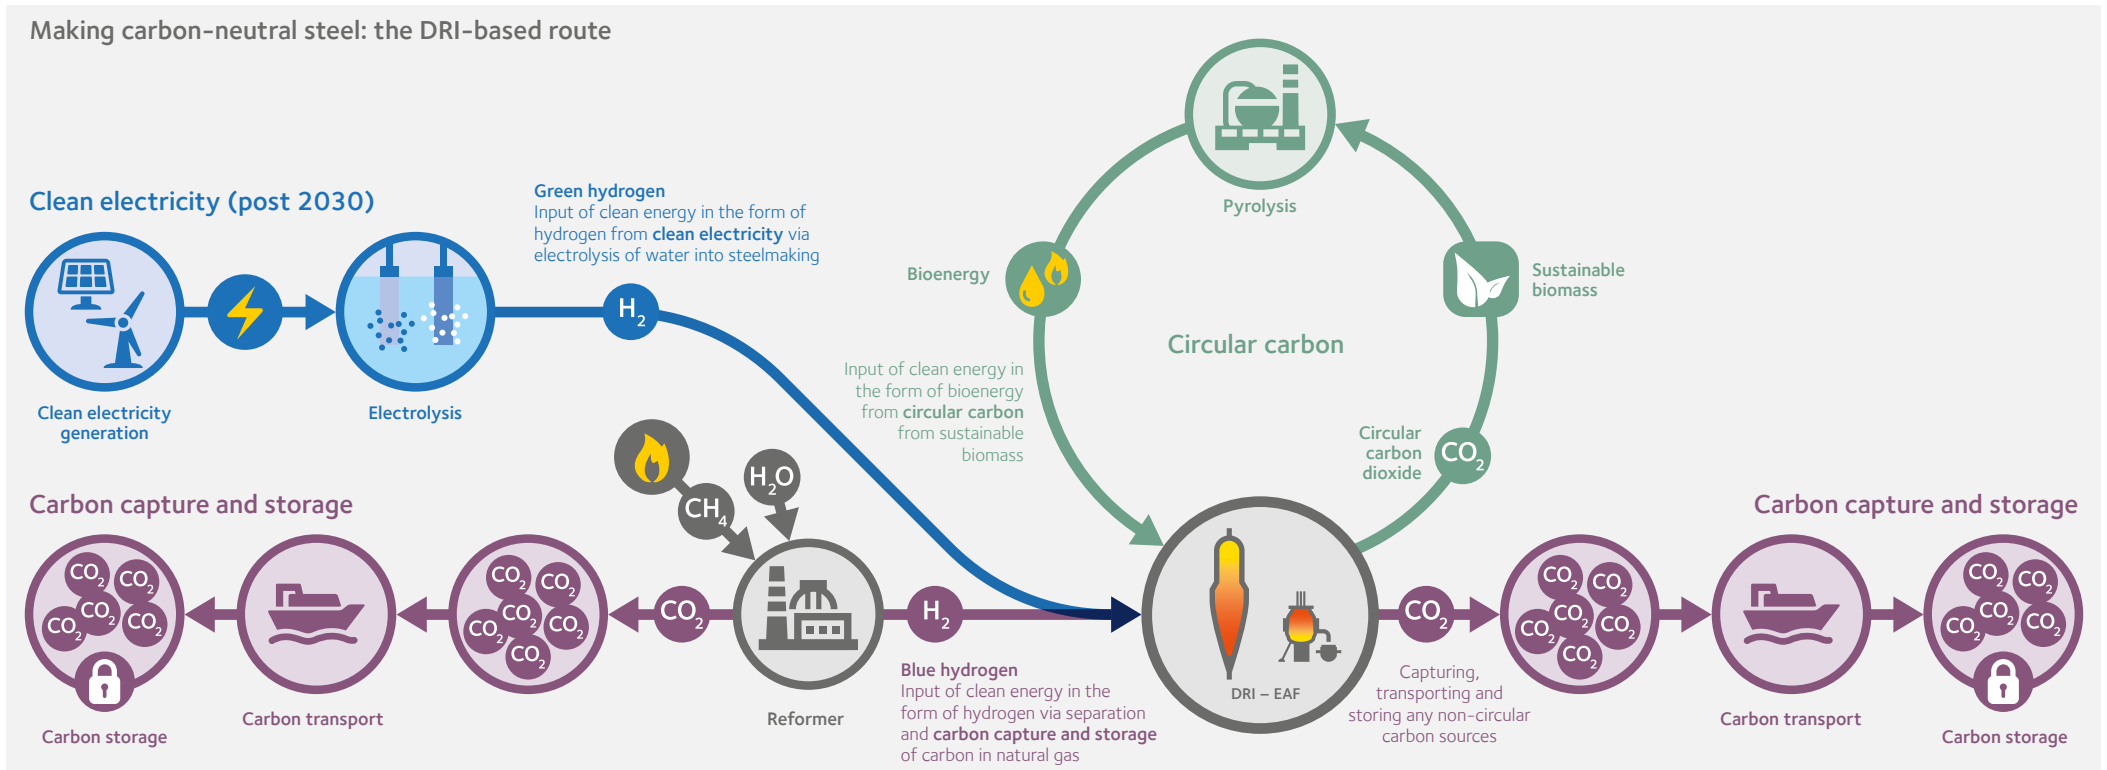 Making carbon-neutral steel: the DRI-based route
Clean electricity (post 2030)
Clean electricity
generation
Electrolysis
Green hydrogen
Input of clean energy in the form of
hydrogen from clean electricity via
electrolysis of water into steelmaking
H₂
Pyrolysis
Bioenergy
Sustainable
biomass
Circular carbon
Input of clean energy in
the form of bioenergy
from circular carbon
from sustainable
biomass
Circular
carbon
dioxide
CO₂
CH₄
H₂O
Carbon capture and storage
CO₂
CO₂
CO₂
CO₂
CO₂
Carbon storage
Carbon transport
CO₂
CO₂
CO₂
CO₂
CO₂
CO₂
CO₂
Reformer
H₂
Blue hydrogen
Input of clean energy in the
form of hydrogen via separation
and carbon capture and storage
of carbon in natural gas
DRI – EAF
Carbon capture and storage
CO₂
Capturing,
transporting and
storing any non-circular
carbon sources
CO₂
CO₂
CO₂
CO₂
CO₂
CO₂
Carbon transport
CO₂
CO₂
CO₂
CO₂
CO₂
Carbon storage